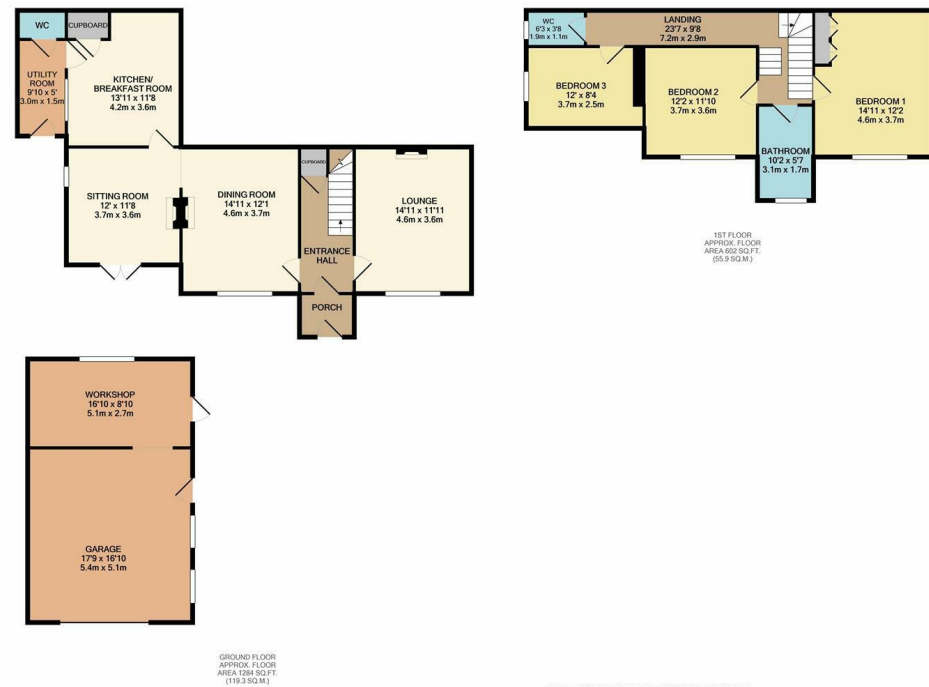 WC
CUPBOARD
UTILITY
ROOM
9'10 x 5'
3.0m x 1.5m
KITCHEN/
BREAKFAST ROOM
13'11 x 11'8
4.2m x 3.6m
SITTING ROOM
12' x 11'8
3.7m x 3.6m
DINING ROOM
14'11 x 12'1
4.6m x 3.7m
CUPBOARD
ENTRANCE
HALL
LOUNGE
14'11 x 11'11
4.6m x 3.6m
PORCH
WORKSHOP
16'10 x 8'10
5.1m x 2.7m
GARAGE
17'9 x 16'10
5.4m x 5.1m
GROUND FLOOR
APPROX. FLOOR
AREA 1284 SQ.FT.
(119.3 SQ.M.)
WC
6'3 x 3'8
1.9m x 1.1m
LANDING
23'7 x 9'8
7.2m x 2.9m
BEDROOM 3
12' x 8'4
3.7m x 2.5m
BEDROOM 2
12'2 x 11'10
3.7m x 3.6m
BEDROOM 1
14'11 x 12'2
4.6m x 3.7m
BATHROOM
10'2 x 5'7
3.1m x 1.7m
1ST FLOOR
APPROX. FLOOR
AREA 602 SQ.FT.
(55.9 SQ.M.)